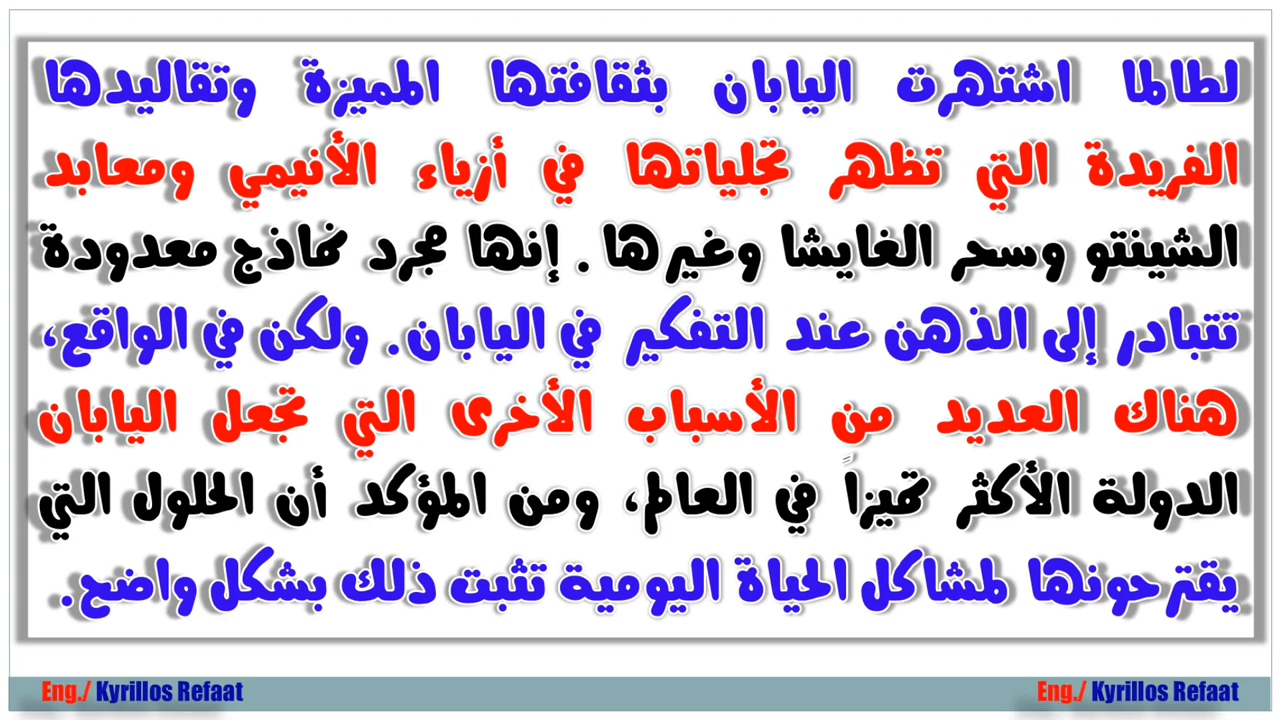 لطالما اشتهرت اليابان بثقافتها المميزة وتقاليدها
الفريدة التي تظهر تجلياتها في أزياء الأنيمي ومعابد
الشينتو وسحر الغايشا وغيرها . إنها مجرد نماذج معدودة
تتبادر إلى الذهن عند التفكير في اليابان. ولكن في الواقع،
هناك العديد من الأسباب الأخرى التي تجعل اليابان
الدولة الأكثر تميزاً في العالم، ومن المؤكد أن الحلول التي
يقترحونها لمشاكل الحياة اليومية تثبت ذلك بشكل واضح.
Eng./ Kyrillos Refaat
Eng./ Kyrillos Refaat